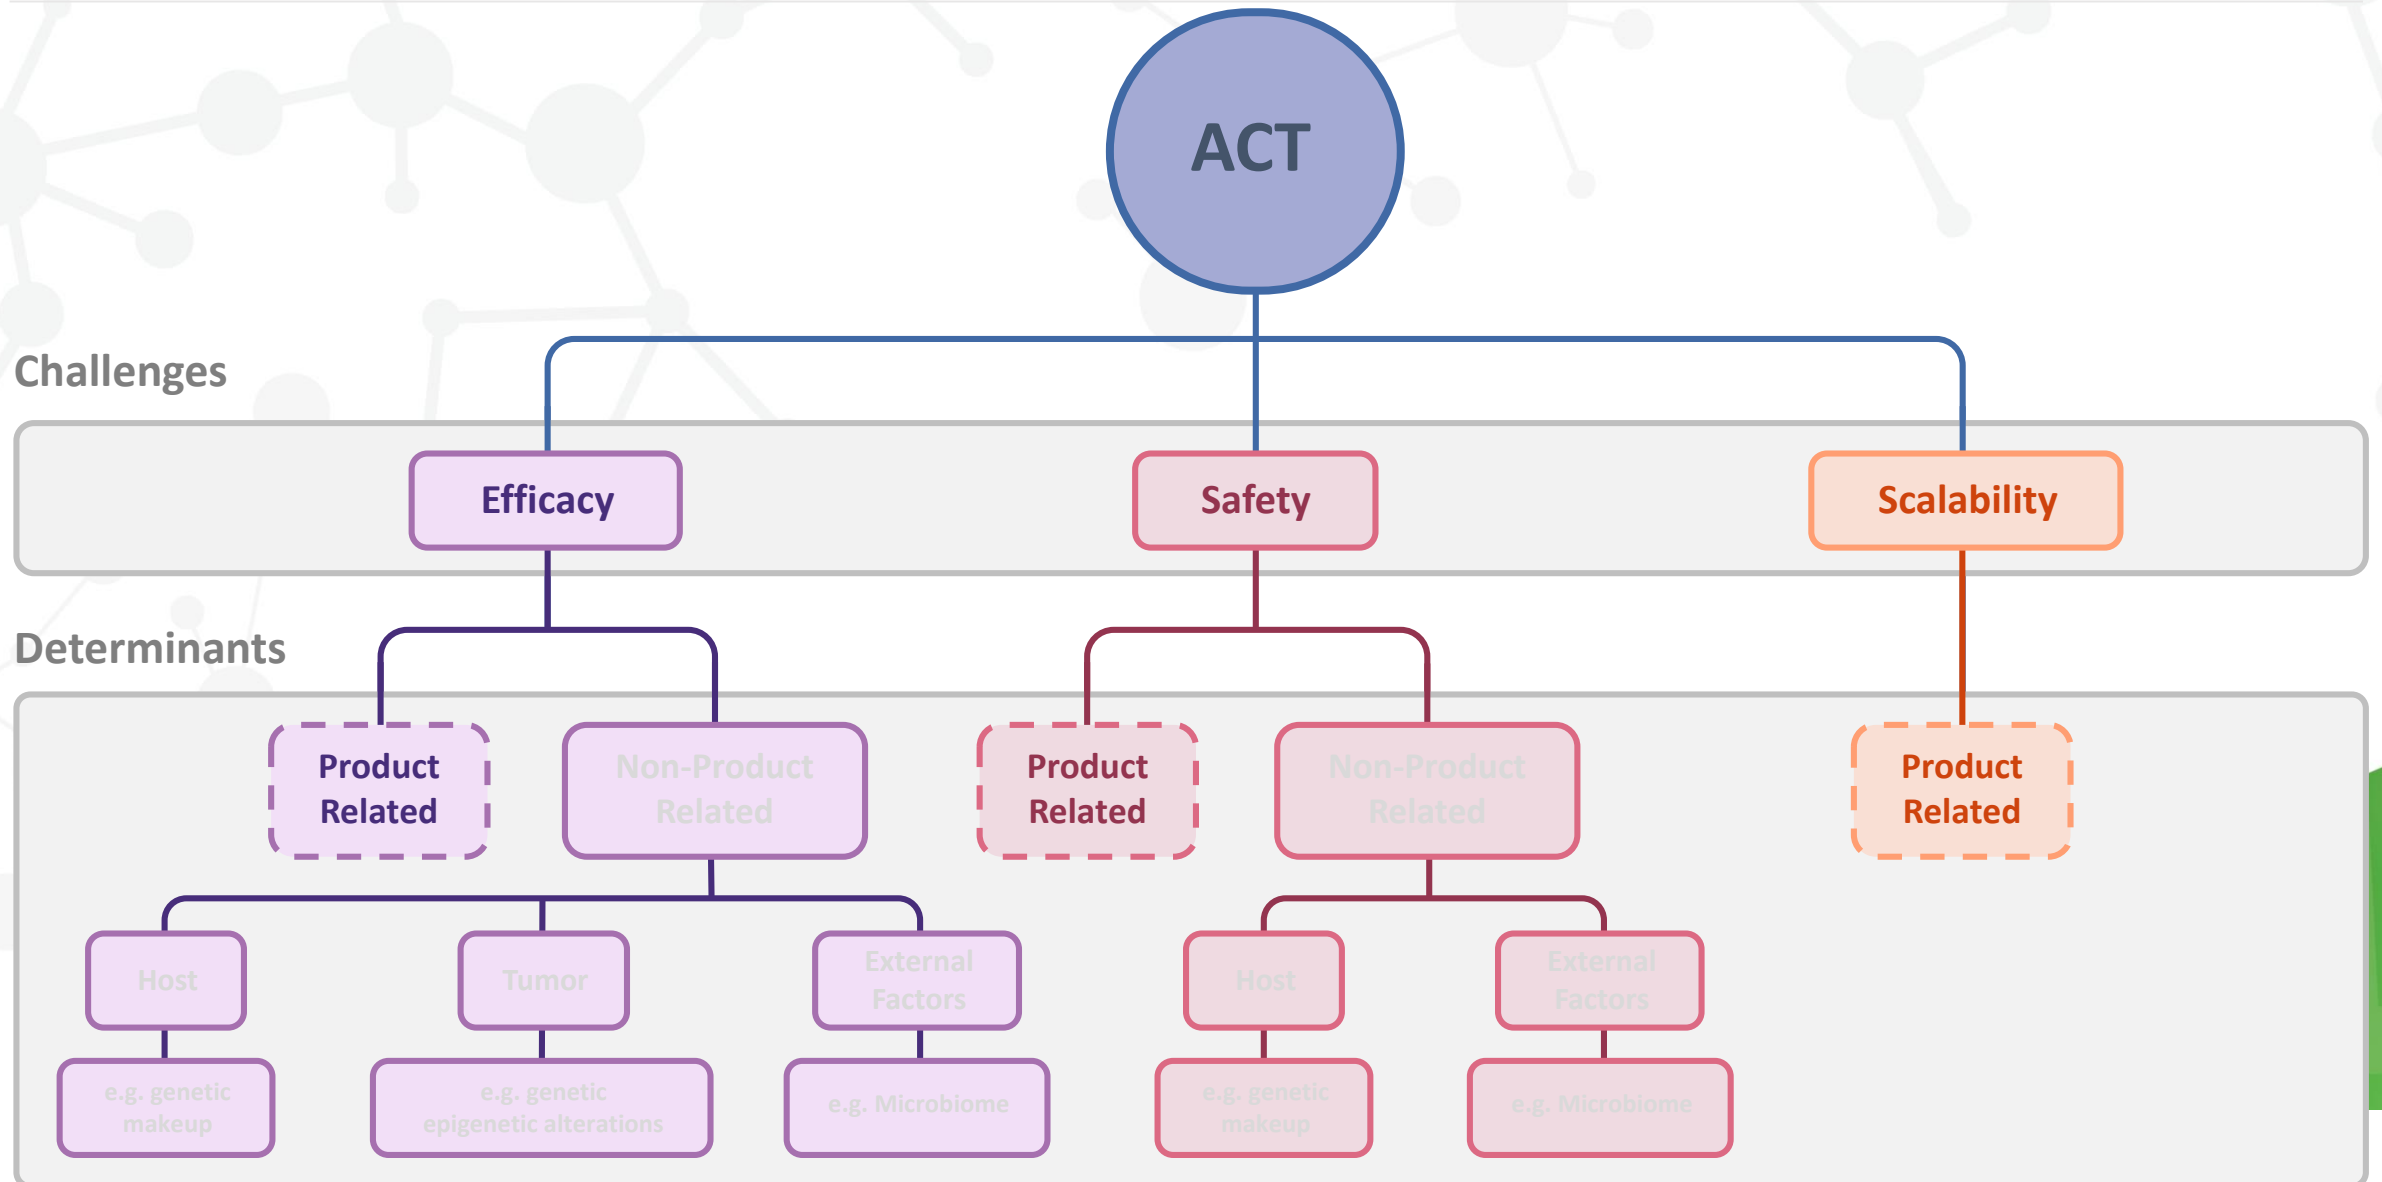 ACT
Challenges
Efficacy
Safety
Scalability
Determinants
Product
Related
Non-Product
Related
Product
Related
Non-Product
Related
Product
Related
Host
Tumor
External
Factors
Host
External
Factors
e.g. genetic
makeup
e.g. genetic
epigenetic alterations
e.g. Microbiome
e.g. genetic
makeup
e.g. Microbiome